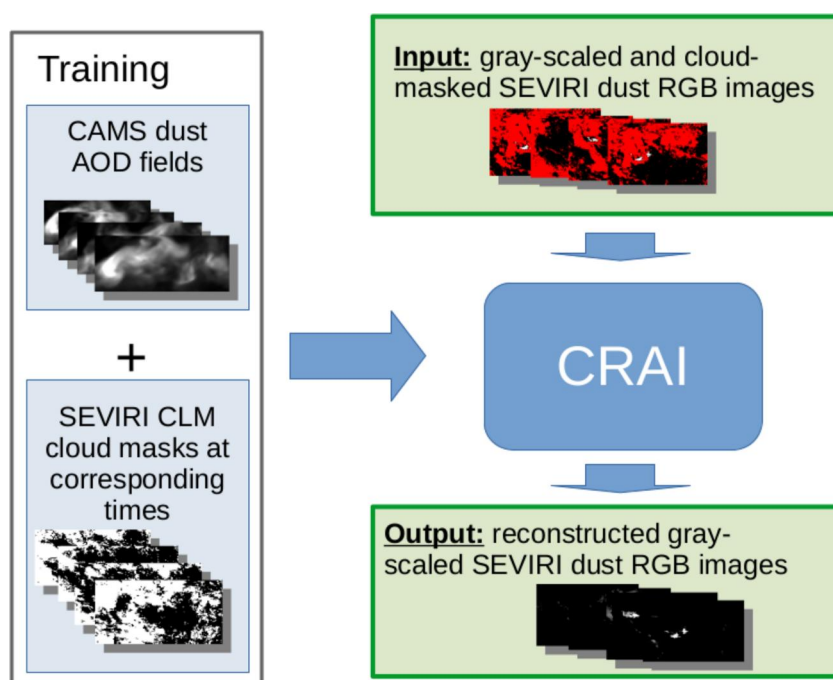 Training
CAMS dust
AOD fields
+
SEVIRI CLM
cloud masks at
corresponding
times
Input: gray-scaled and cloud-
masked SEVIRI dust RGB images
CRAI
Output: reconstructed gray-
scaled SEVIRI dust RGB images